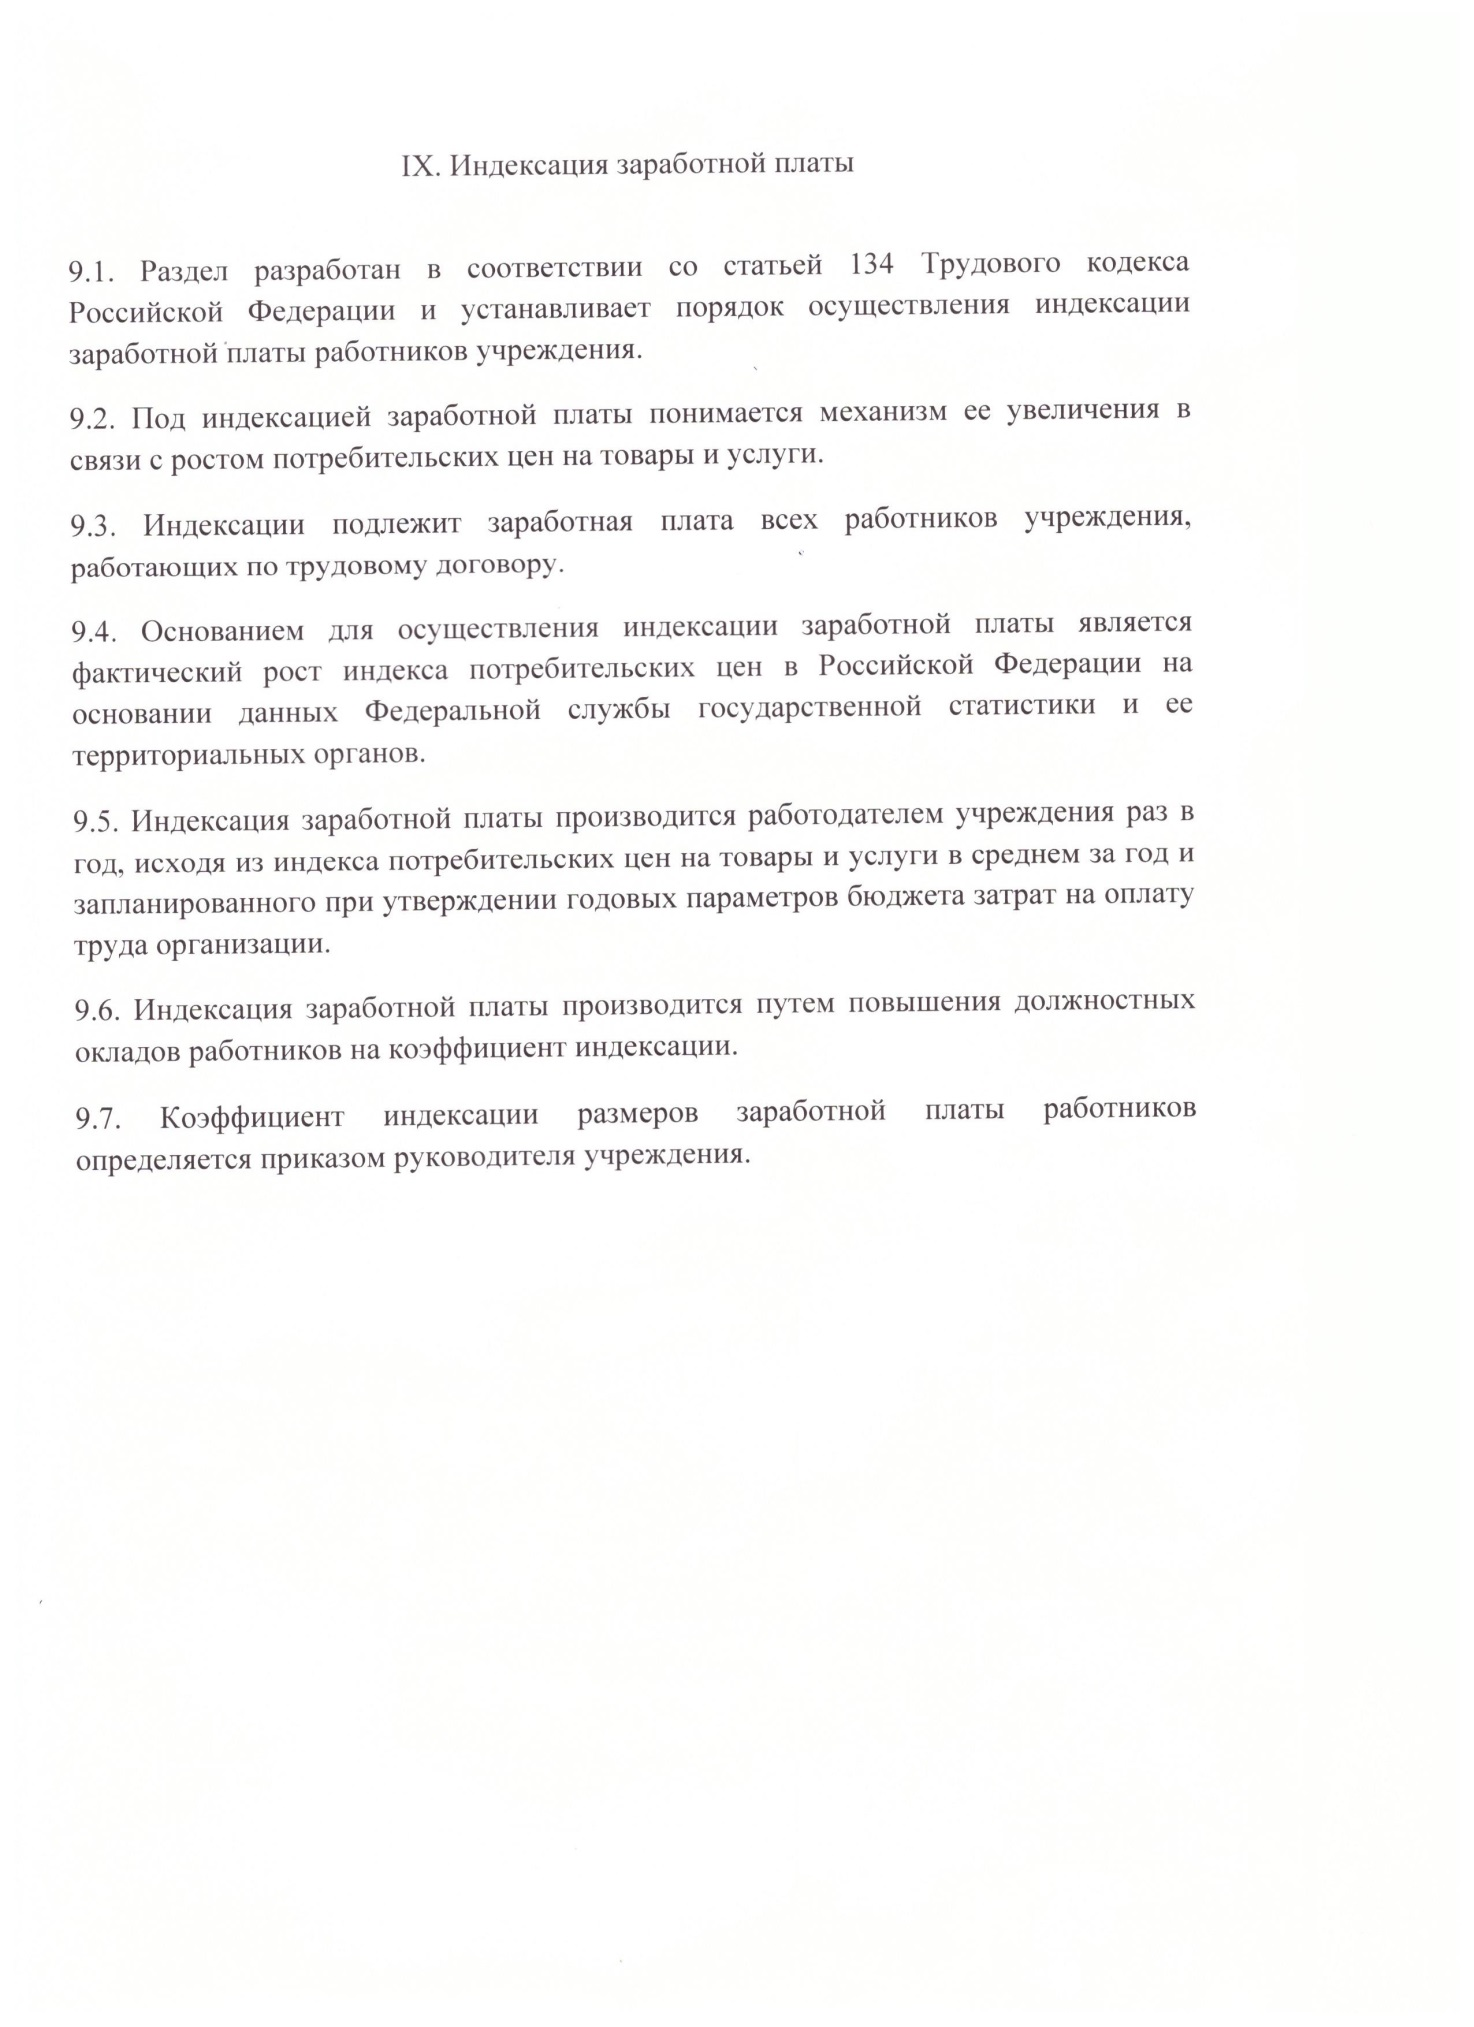 IX. Индексация заработной платы
9.1. Раздел разработан в соответствии со статьей 134 Трудового кодекса
Российской Федерации и устанавливает порядок осуществления индексации
заработной платы работников учреждения.
9.2. Под индексацией заработной платы понимается механизм ее увеличения в
связи с ростом потребительских цен на товары и услуги.
9.3. Индексации подлежит заработная плата всех работников учреждения,
работающих по трудовому договору.
9.4. Основанием для осуществления индексации заработной платы является
фактический рост индекса потребительских цен в Российской Федерации на
основании данных Федеральной службы государственной статистики и ее
территориальных органов.
9.5. Индексация заработной платы производится работодателем учреждения раз в
год, исходя из индекса потребительских цен на товары и услуги в среднем за год и
запланированного при утверждении годовых параметров бюджета затрат на оплату
труда организации.
9.6. Индексация заработной платы производится путем повышения должностных
окладов работников на коэффициент индексации.
9.7. Коэффициент индексации размеров заработной платы работников
определяется приказом руководителя учреждения.